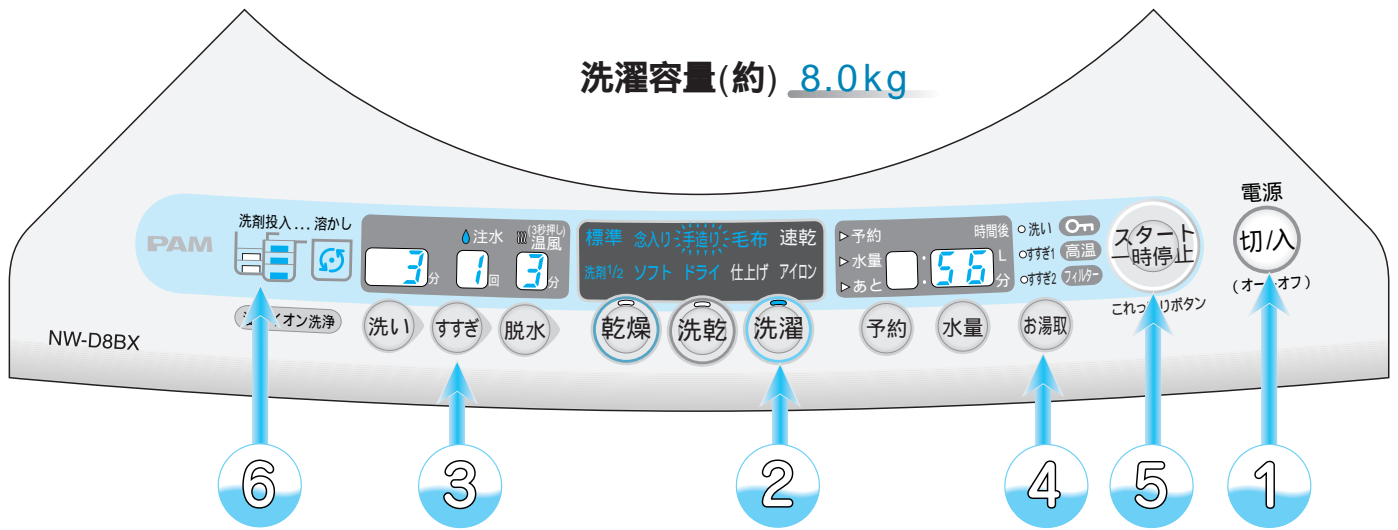 洗濯容量(約) 8.0kg
電源
切/入
(オン オフ)
スタート
一時停止
これっきりボタン
PAM
洗剤投入...溶かし
イオン洗浄
NW-D8BX
注水
(3秒押し)
温風
3分
1回
3分
洗い
すすぎ
脱水
標準 念入り 手造り 毛布 速乾
洗剤1/2 ソフト ドライ 仕上げ アイロン
乾燥
洗乾
洗濯
予約
水量
あと
時間後
L
:56分
予約
水量
洗い
すすぎ1 高温
すすぎ2 フィルター
お湯取
6
3
2
4
5
1